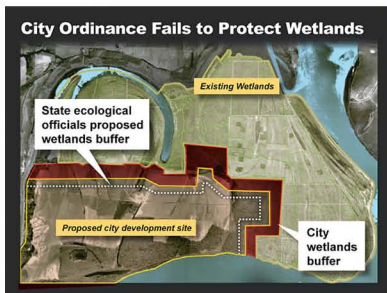 City Ordinance Fails to Protect Wetlands
Existing Wetlands
State ecological
officials proposed
wetlands buffer
Proposed city development site
City
wetlands
buffer